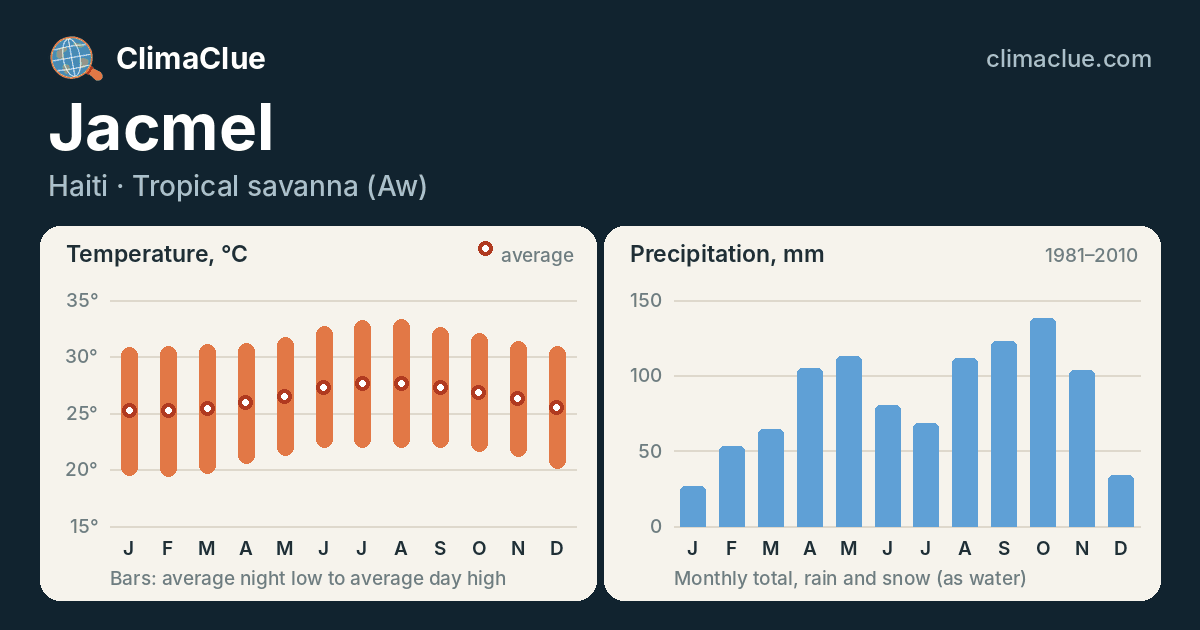 ClimaClue
climaclue.com
Jacmel
Haiti · Tropical savanna (Aw)
Temperature, °C
average
35°
30°
25°
20°
15°
J F M A M J J A S O N D
Bars: average night low to average day high
Precipitation, mm
1981–2010
150
100
50
0
J F M A M J J A S O N D
Monthly total, rain and snow (as water)